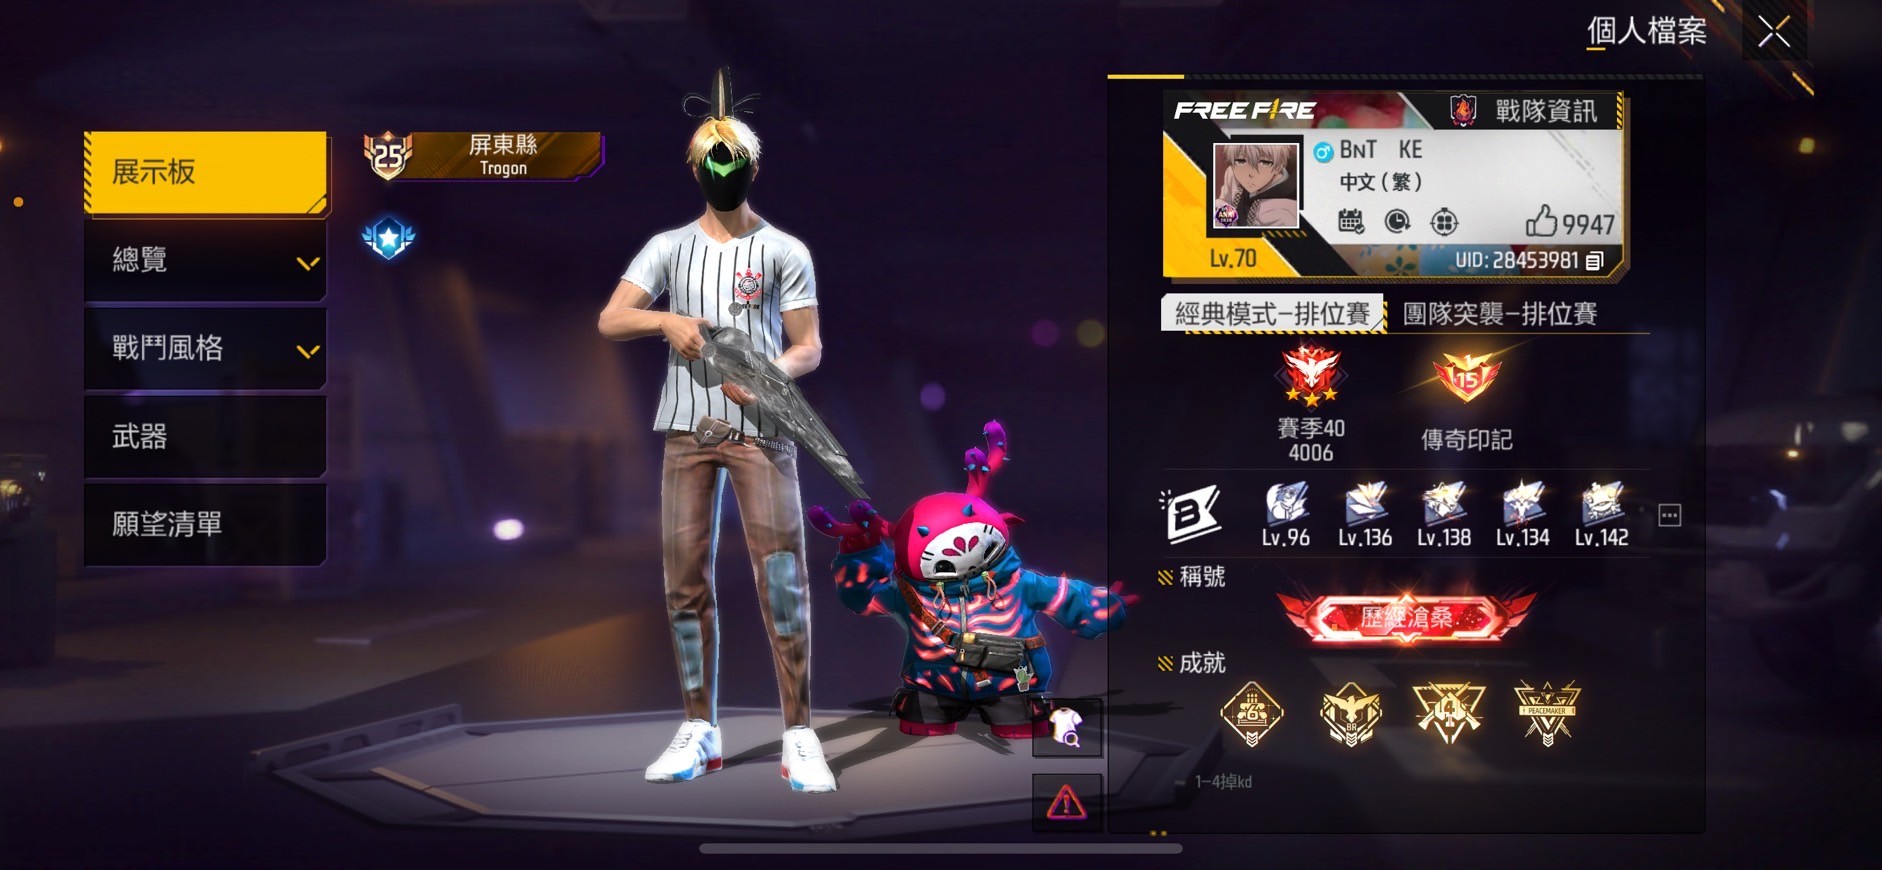 個人檔案
展示板
總覽
戰鬥風格
武器
願望清單
25
屏東縣
Trogon
FREE FIRE
戰隊資訊
BNT KE
中文(繁)
9947
Lv.70
UID: 28453981
經典模式-排位賽
團隊突襲-排位賽
賽季40
4006
15
傳奇印記
B
Lv.96
Lv.136
Lv.138
Lv.134
Lv.142
稱號
歷經滄桑
成就
6
BR
4
PEACEMAKER
1-4掉kd